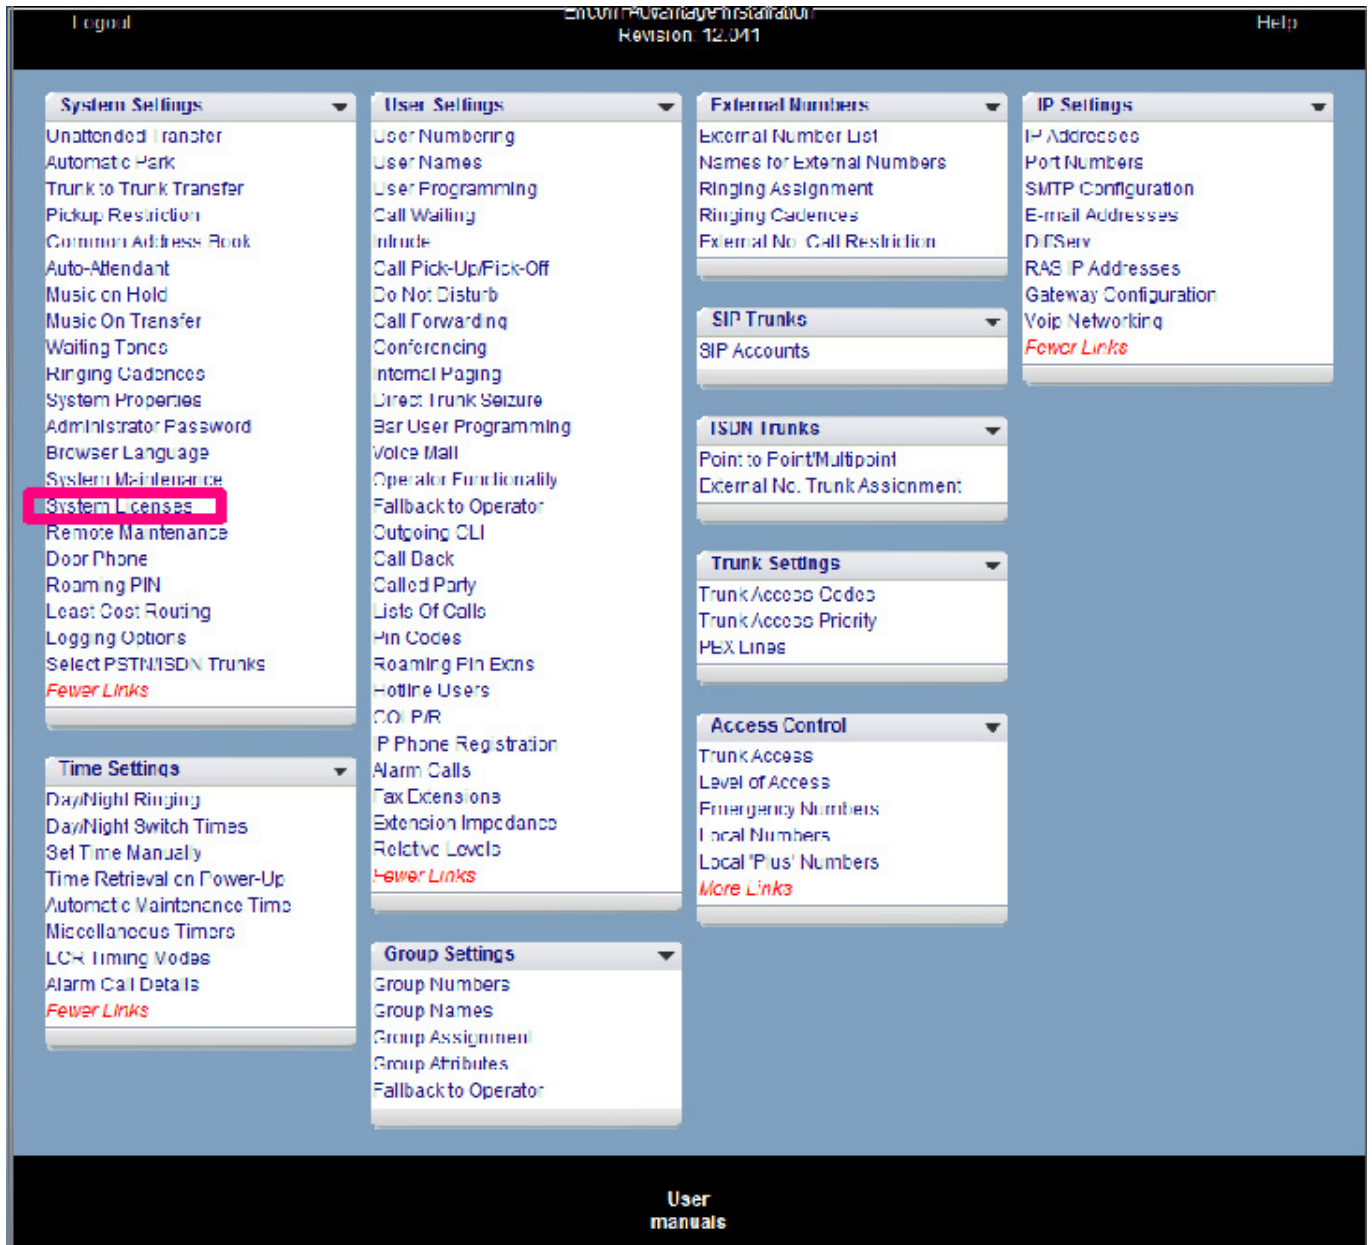 Logout
EnCom Advantage Installation
Revision: 12.041
Help
System Settings
Unattended Transfer
Automatic Park
Trunk to Trunk Transfer
Pickup Restriction
Common Address Book
Auto-Attendant
Music on Hold
Music On Transfer
Waiting Tones
Ringing Cadences
System Properties
Administrator Password
Browser Language
System Maintenance
System Licenses
Remote Maintenance
Door Phone
Roaming PIN
Least Cost Routing
Logging Options
Select PSTN/ISDN Trunks
Fewer Links
Time Settings
Day/Night Ringing
Day/Night Switch Times
Set Time Manually
Time Retrieval on Power-Up
Automatic Maintenance Time
Miscellaneous Timers
LCR Timing Modes
Alarm Call Details
Fewer Links
User Settings
User Numbering
User Names
User Programming
Call Waiting
Intrude
Call Pick-Up/Pick-Off
Do Not Disturb
Call Forwarding
Conferencing
Internal Paging
Direct Trunk Seizure
Bar User Programming
Voice Mail
Operator Functionality
Fallback to Operator
Outgoing CLI
Call Back
Called Party
Lists Of Calls
Pin Codes
Roaming Pin Extns
Hotline Users
COLP/R
IP Phone Registration
Alarm Calls
Fax Extensions
Extension Impedance
Relative Levels
Fewer Links
Group Settings
Group Numbers
Group Names
Group Assignment
Group Attributes
Fallback to Operator
External Numbers
External Number List
Names for External Numbers
Ringing Assignment
Ringing Cadences
External No. Call Restriction
SIP Trunks
SIP Accounts
ISDN Trunks
Point to Point/Multipoint
External No. Trunk Assignment
Trunk Settings
Trunk Access Codes
Trunk Access Priority
PBX Lines
Access Control
Trunk Access
Level of Access
Emergency Numbers
Local Numbers
Local 'Plus' Numbers
More Links
IP Settings
IP Addresses
Port Numbers
SMTP Configuration
E-mail Addresses
DiffServ
RAS IP Addresses
Gateway Configuration
Voip Networking
Fewer Links
User
manuals